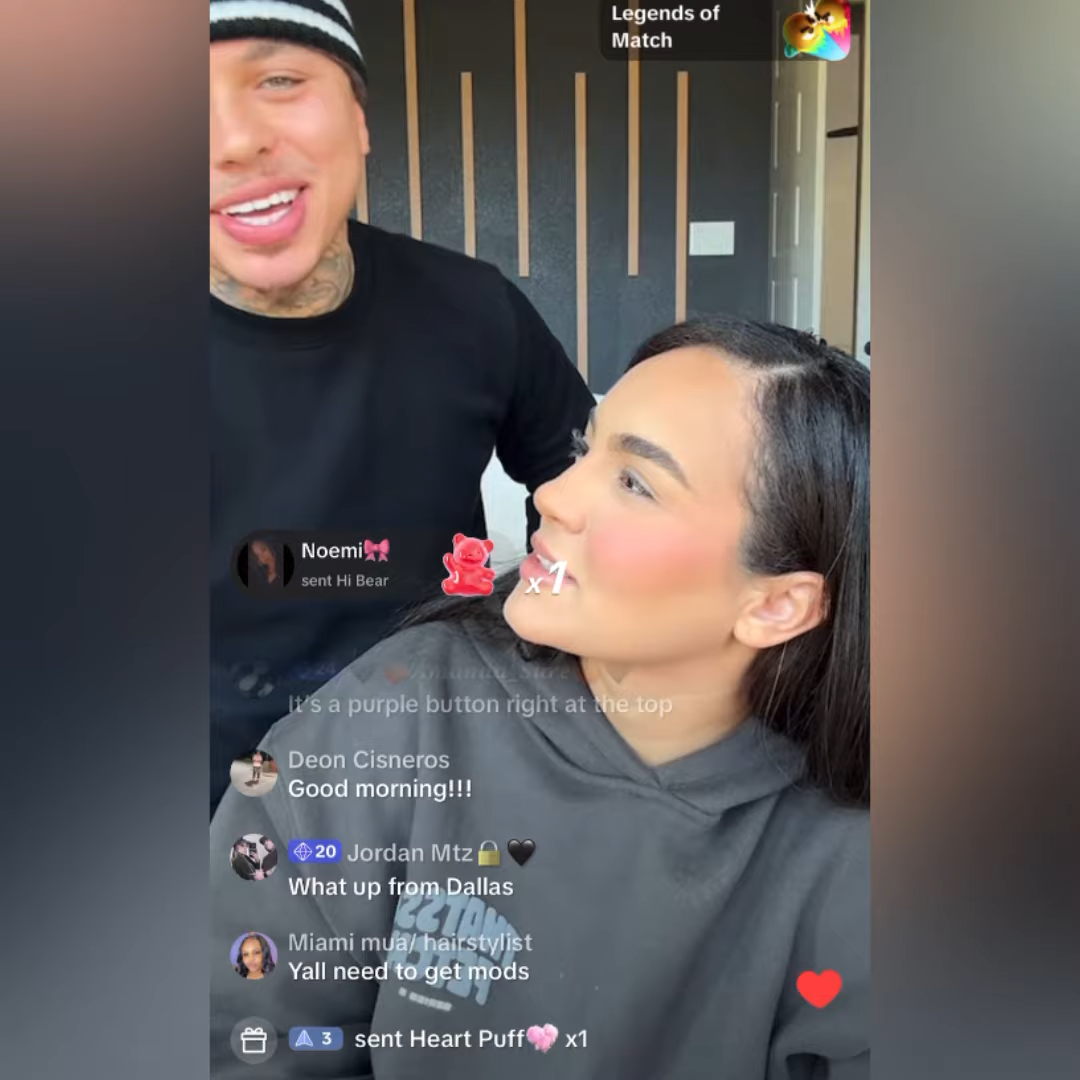 Legends of
Match
Noemi🎀
sent Hi Bear
x1
It's a purple button right at the top
Deon Cisneros
Good morning!!!
20 Jordan Mtz🔒🖤
What up from Dallas
Miami mua/ hairstylist
Yall need to get mods
3 sent Heart Puff💞 x1